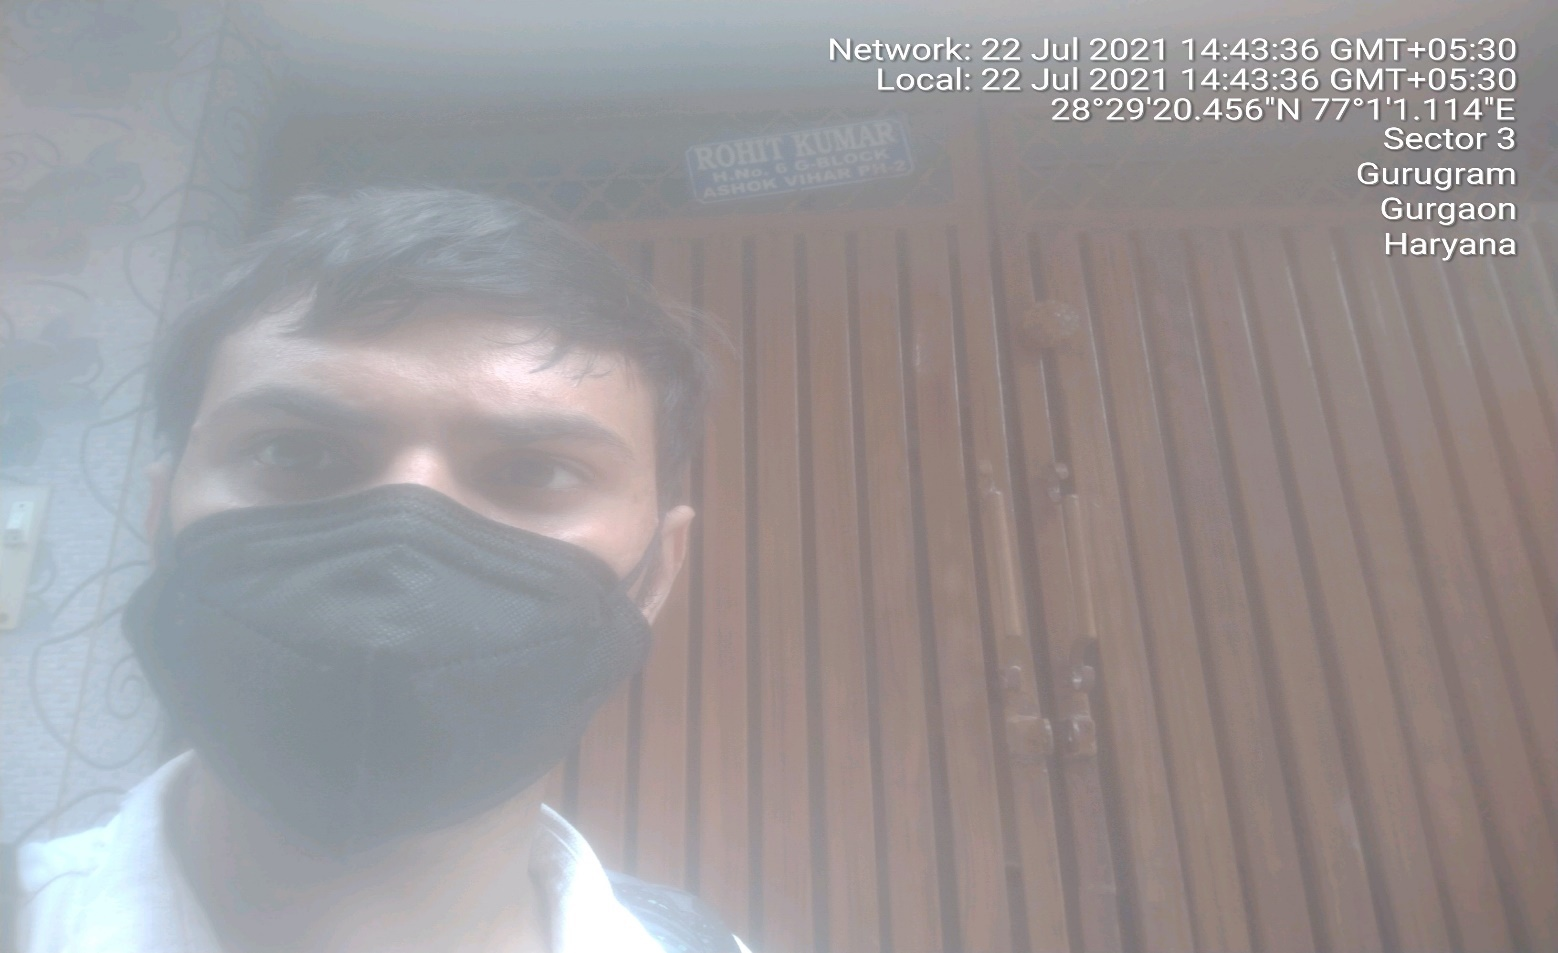 Network: 22 Jul 2021 14:43:36 GMT+05:30
Local: 22 Jul 2021 14:43:36 GMT+05:30
28°29'20.456"N 77°1'1.114"E
Sector 3
Gurugram
Gurgaon
Haryana
ROHIT KUMAR
H.No. 6 G-BLOCK
ASHOK VIHAR PH-2